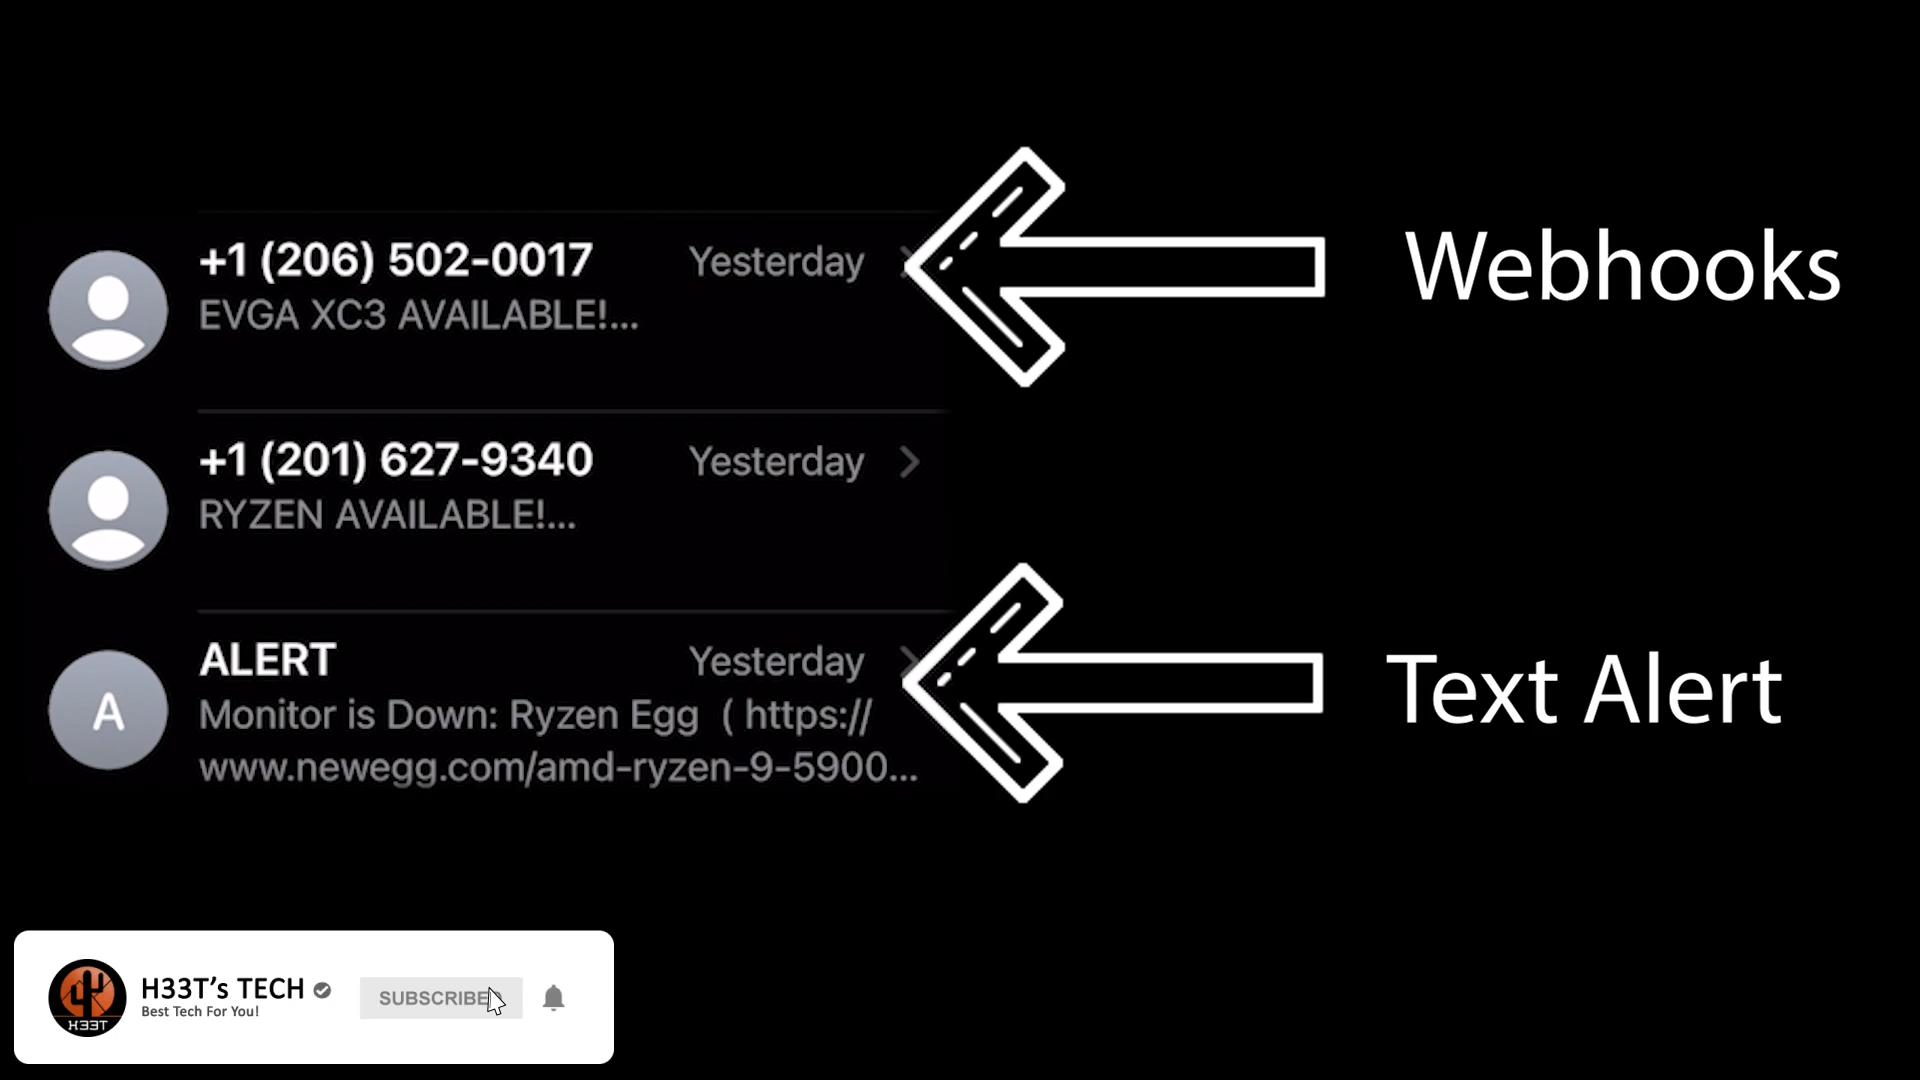 +1 (206) 502-0017
Yesterday
EVGA XC3 AVAILABLE!...
Webhooks
+1 (201) 627-9340
Yesterday
RYZEN AVAILABLE!...
ALERT
Yesterday
Monitor is Down: Ryzen Egg ( https://
www.newegg.com/amd-ryzen-9-5900...
Text Alert
A
H33T's TECH
Best Tech For You!
SUBSCRIBED
H33T